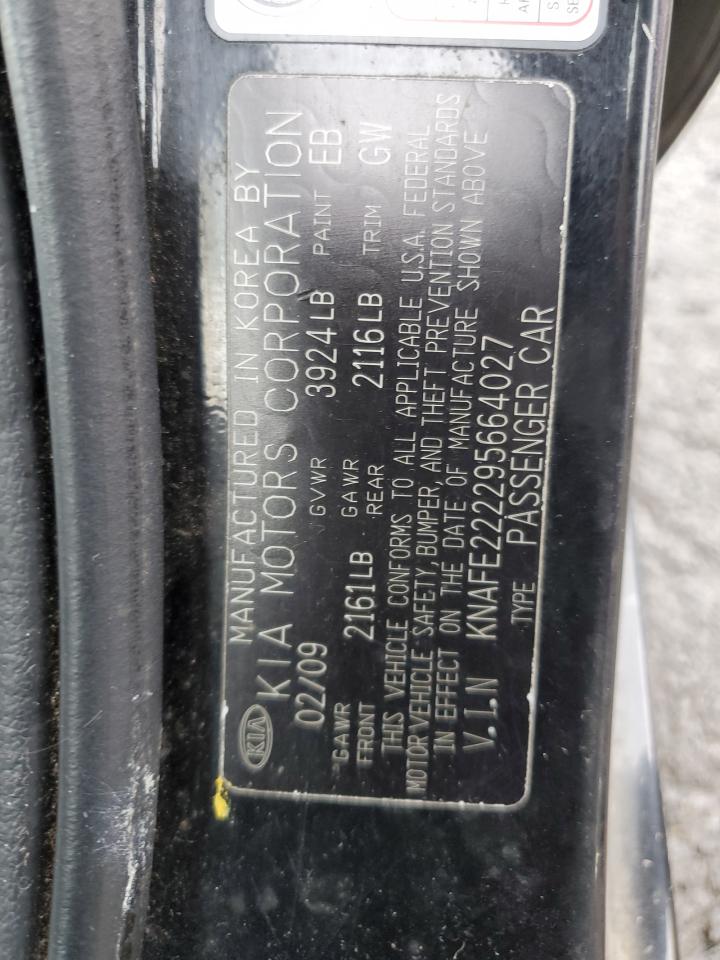 KIA
MANUFACTURED IN KOREA BY
KIA MOTORS CORPORATION
02/09 GVWR 3924LB PAINT EB
GAWR FRONT 2161LB GAWR REAR 2116LB TRIM GW
THIS VEHICLE CONFORMS TO ALL APPLICABLE U.S.A. FEDERAL
MOTOR VEHICLE SAFETY, BUMPER, AND THEFT PREVENTION STANDARDS
IN EFFECT ON THE DATE OF MANUFACTURE SHOWN ABOVE
V.I.N KNAFE222295664027
TYPE PASSENGER CAR